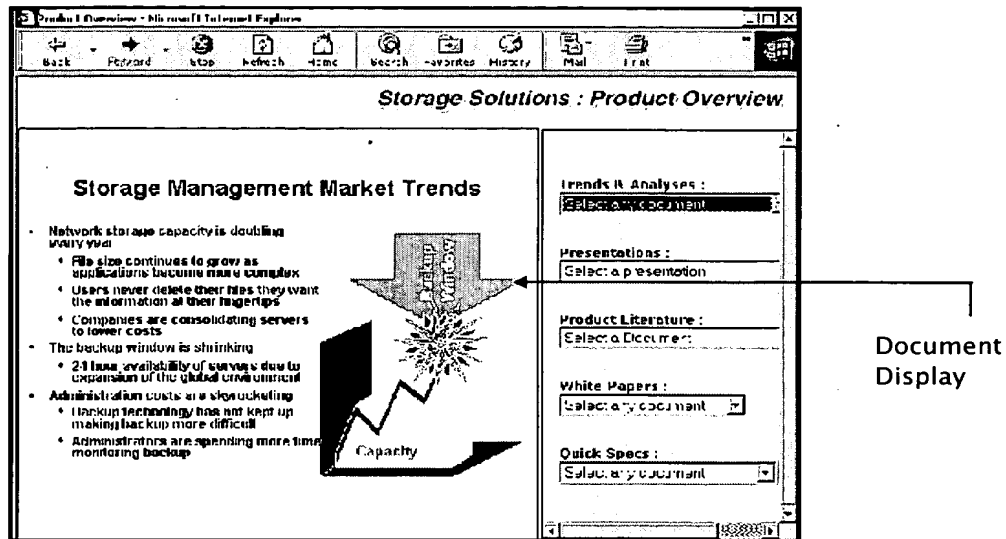 Product Overview - Microsoft Internet Explorer
Back Forward Stop Refresh Home Search Favorites History Mail Print
Storage Solutions : Product Overview
Storage Management Market Trends
• Network storage capacity is doubling
every year
• File size continues to grow as
applications become more complex
• Users never delete their files they want
the information at their fingertips
• Companies are consolidating servers
to lower costs
• The backup window is shrinking
• 24 hour availability of servers due to
expansion of the global environment
• Administration costs are skyrocketing
• Backup technology has not kept up
making backup more difficult
• Administrators are spending more time
monitoring backup
Backup
Window
Capacity
Trends & Analyses :
Select any document
Presentations :
Select a presentation
Product Literature :
Select a Document
White Papers :
Select any document
Quick Specs :
Select any document
Document
Display